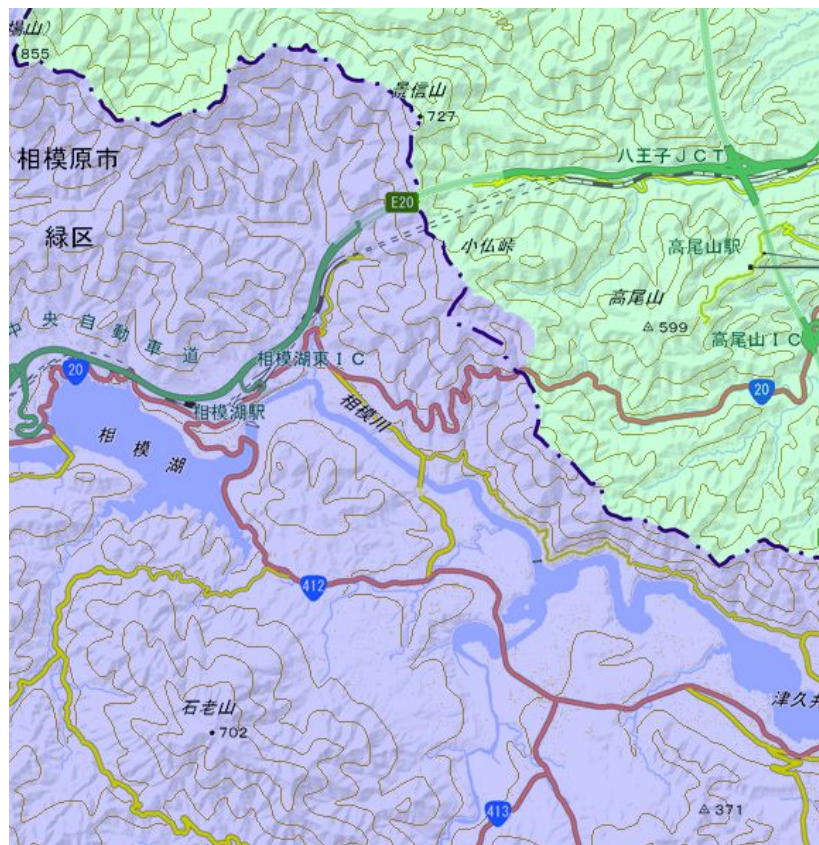 場山)
855
景信山
727
相模原市
八王子JCT
E20
緑区
小仏峠
高尾山駅
高尾山
599
高尾山IC
中央自動車道
相模湖東IC
20
20
相模湖駅
相模川
相模湖
412
石老山
702
津久井
413
371
500